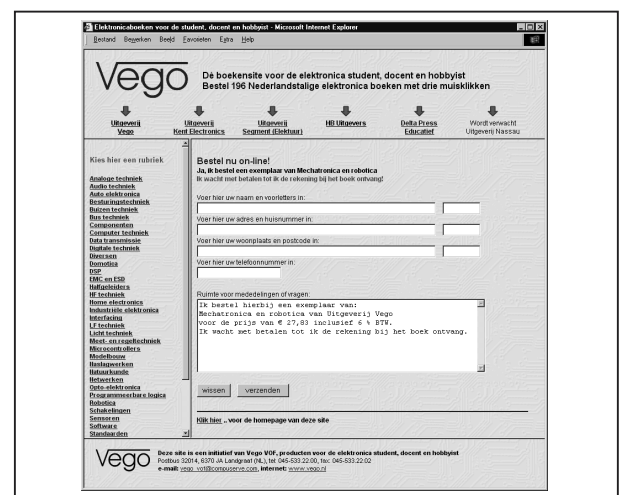 Elektronicaboeken voor de student, docent en hobbyist - Microsoft Internet Explorer
Bestand Bewerken Beeld Favorieten Extra Help
Vego
Dé boekensite voor de elektronica student, docent en hobbyist
Bestel 196 Nederlandstalige elektronica boeken met drie muisklikken
Uitgeverij Vego
Uitgeverij Kent Electronics
Uitgeverij Segment (Elektuur)
HB Uitgevers
Delta Press Educatief
Wordt verwacht Uitgeverij Nassau
Kies hier een rubriek
Analoge techniek
Audio techniek
Auto elektronica
Besturingstechniek
Buizen techniek
Bus techniek
Componenten
Computer techniek
Data transmissie
Digitale techniek
Diversen
Domotica
DSP
EMC en ESD
Halfgeleiders
HF techniek
Home electronics
Industriële elektronica
Interfacing
LF techniek
Licht techniek
Meet- en regeltechniek
Microcontrollers
Modelbouw
Naslagwerken
Natuurkunde
Netwerken
Opto-elektronica
Programmeerbare logica
Robotica
Schakelingen
Sensoren
Software
Standaarden
Bestel nu on-line!
Ja, ik bestel een exemplaar van Mechatronica en robotica
Ik wacht met betalen tot ik de rekening bij het boek ontvang!
Voer hier uw naam en voorletters in:
Voer hier uw adres en huisnummer in:
Voer hier uw woonplaats en postcode in:
Voer hier uw telefoonnummer in:
Ruimte voor mededelingen of vragen:
Ik bestel hierbij een exemplaar van:
Mechatronica en robotica van Uitgeverij Vego
voor de prijs van € 27,83 inclusief 6 % BTW.
Ik wacht met betalen tot ik de rekening bij het boek ontvang.
wissen verzenden
Klik hier .. voor de homepage van deze site
Vego
Deze site is een initiatief van Vego VOF, producten voor de elektronica student, docent en hobbyist
Postbus 32014, 6370 JA Landgraaf (NL), tel: 045-533.22.00, fax: 045-533.22.02
e-mail: vego_vof@compuserve.com, internet: www.vego.nl